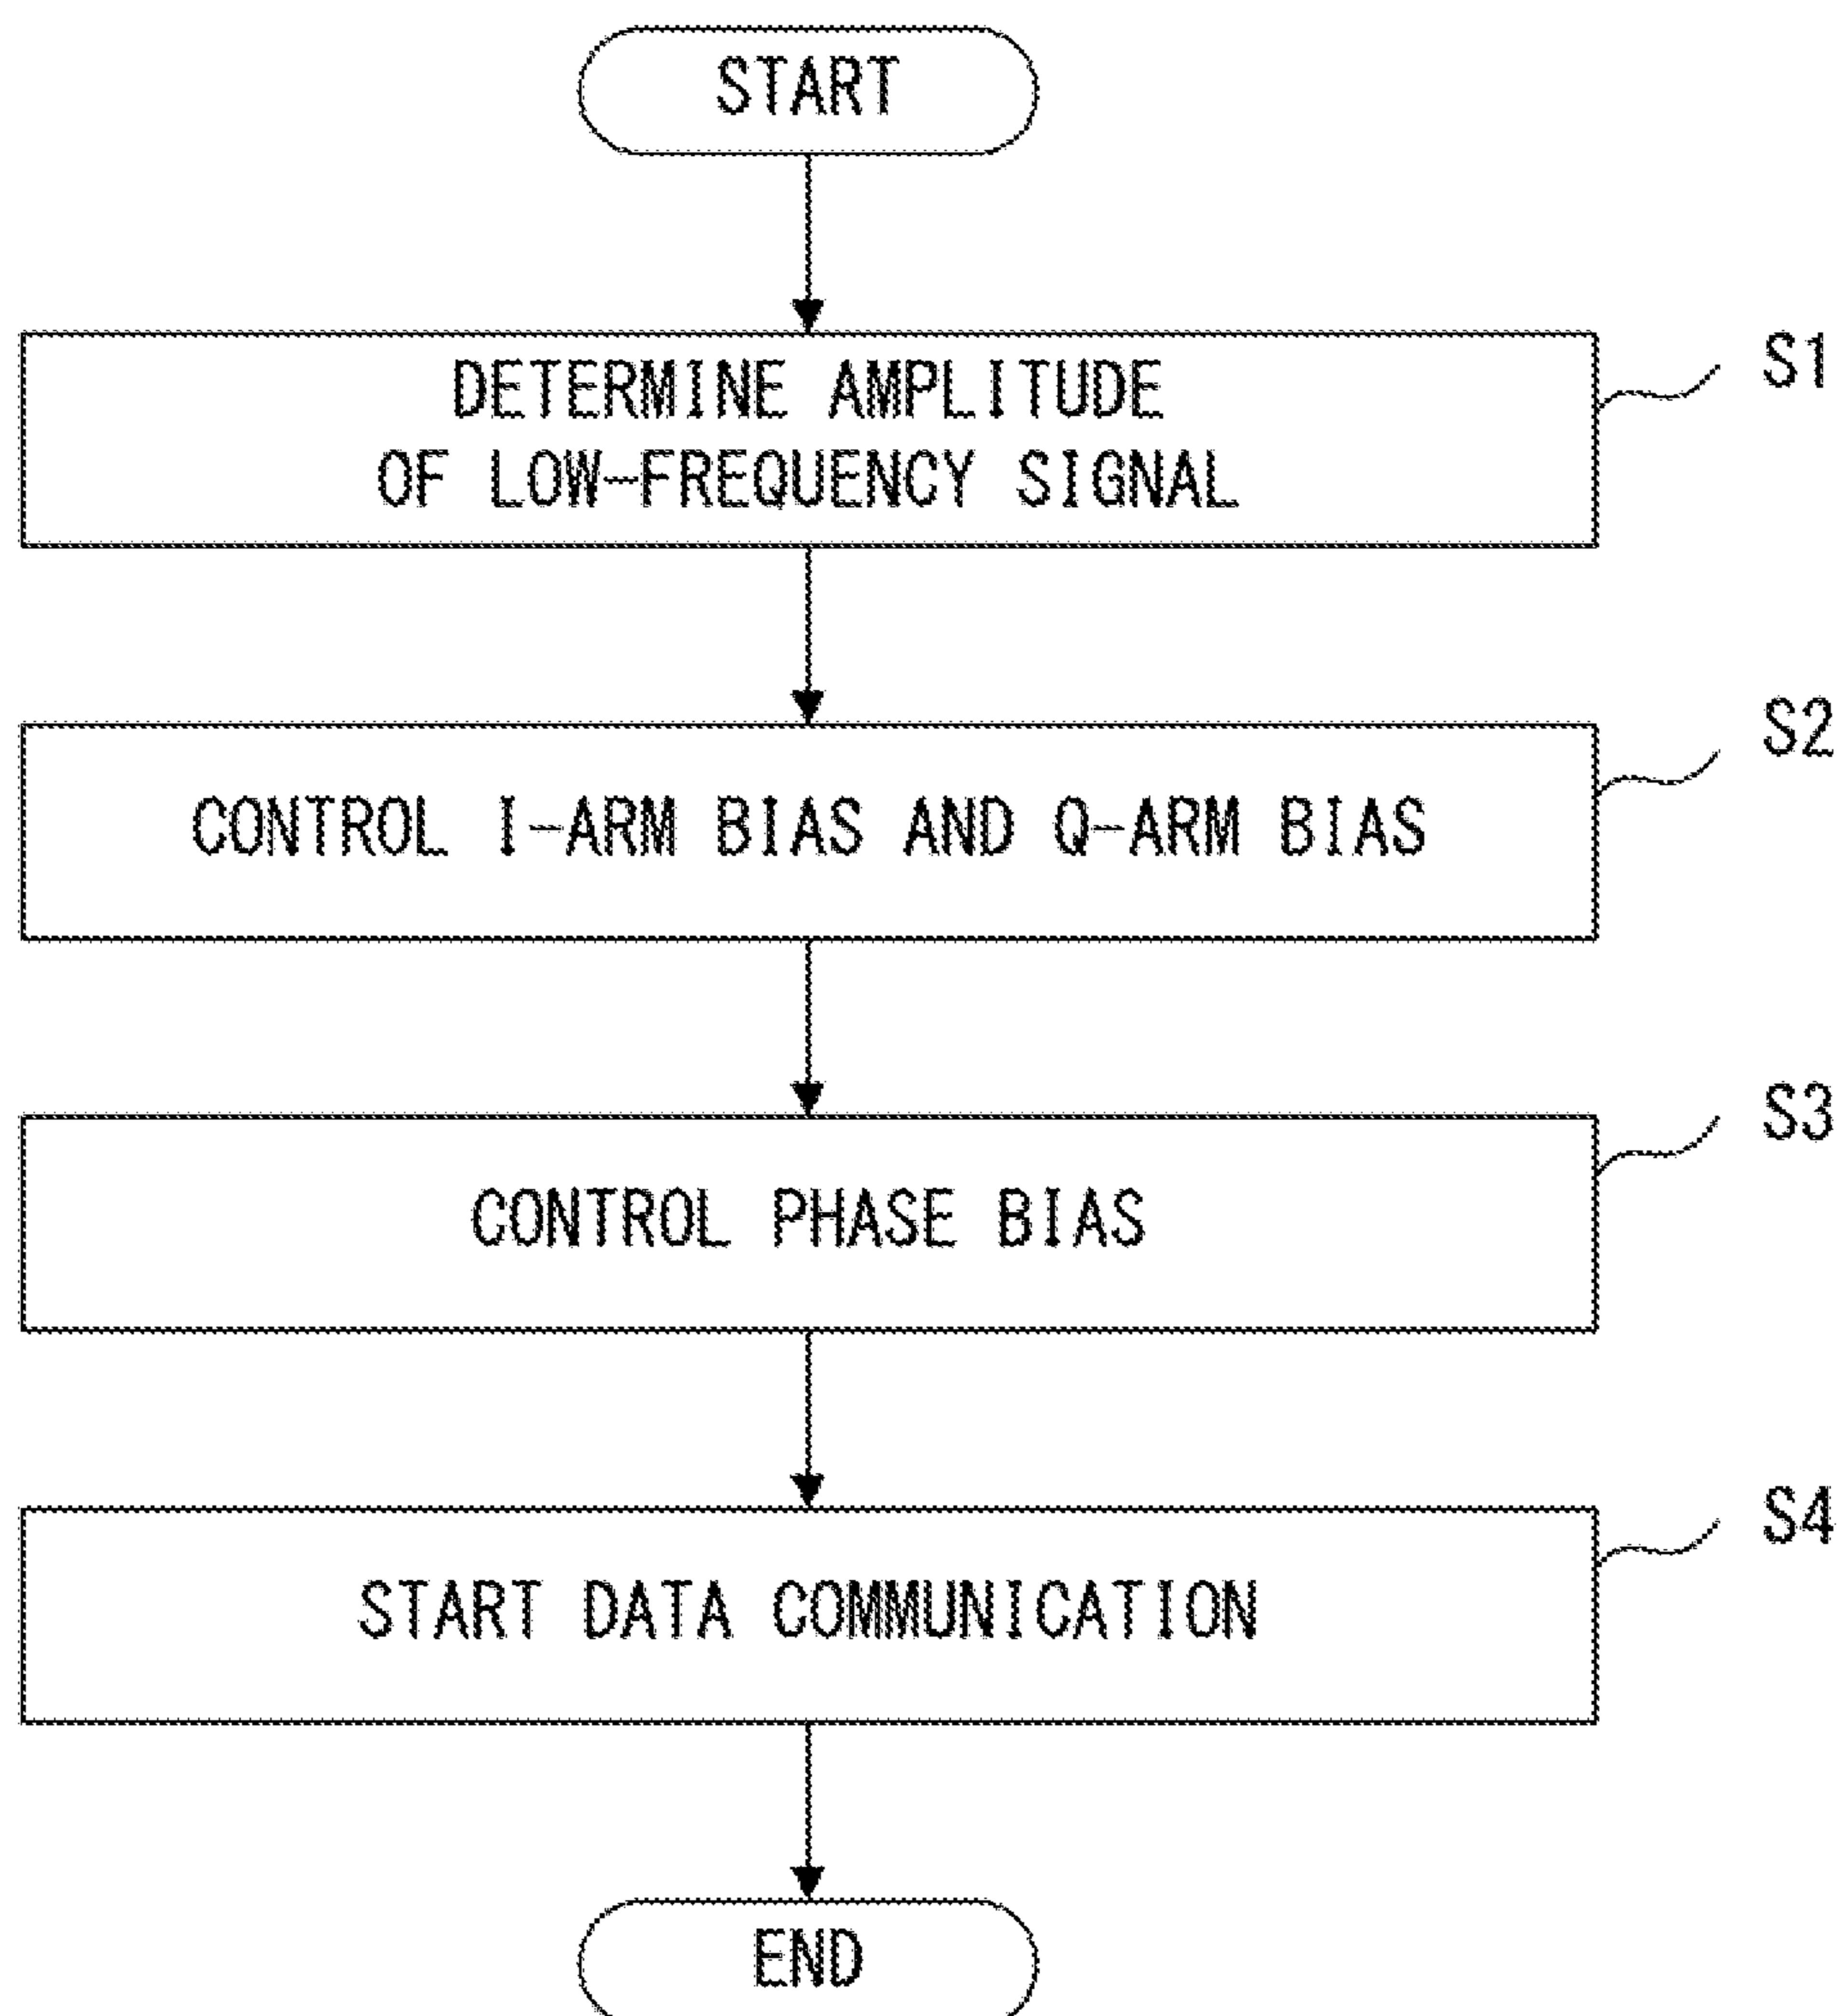 START
DETERMINE AMPLITUDE
OF LOW-FREQUENCY SIGNAL
S1
CONTROL I-ARM BIAS AND Q-ARM BIAS
S2
CONTROL PHASE BIAS
S3
START DATA COMMUNICATION
S4
END